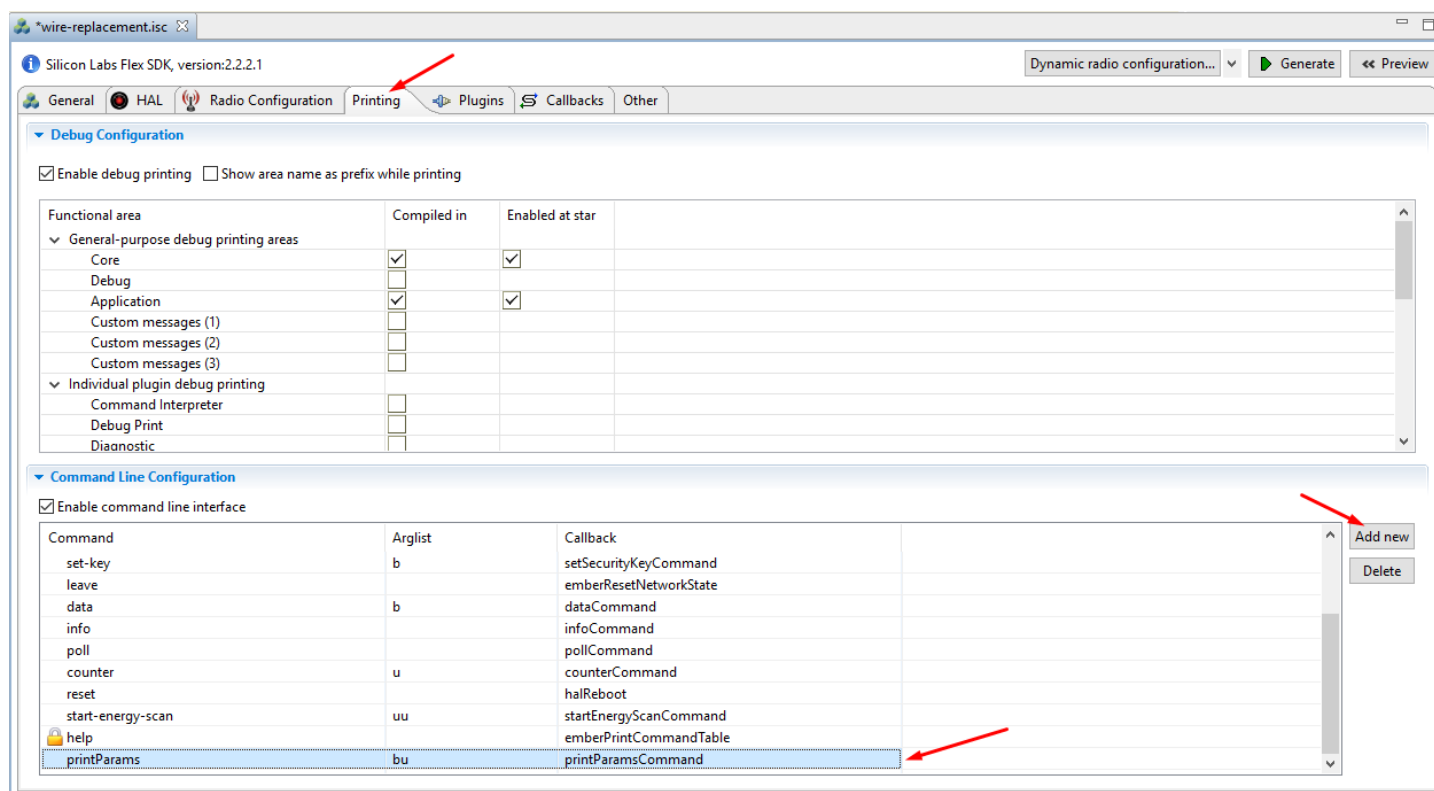 *wire-replacement.isc
Silicon Labs Flex SDK, version:2.2.2.1 Dynamic radio configuration... Generate Preview
General HAL Radio Configuration Printing Plugins Callbacks Other
Debug Configuration
Enable debug printing Show area name as prefix while printing
Functional area Compiled in Enabled at star
General-purpose debug printing areas
Core
Debug
Application
Custom messages (1)
Custom messages (2)
Custom messages (3)
Individual plugin debug printing
Command Interpreter
Debug Print
Diagnostic
Command Line Configuration
Enable command line interface
Command Arglist Callback Add new
set-key b setSecurityKeyCommand
leave emberResetNetworkState Delete
data b dataCommand
info infoCommand
poll pollCommand
counter u counterCommand
reset halReboot
start-energy-scan uu startEnergyScanCommand
help emberPrintCommandTable
printParams bu printParamsCommand